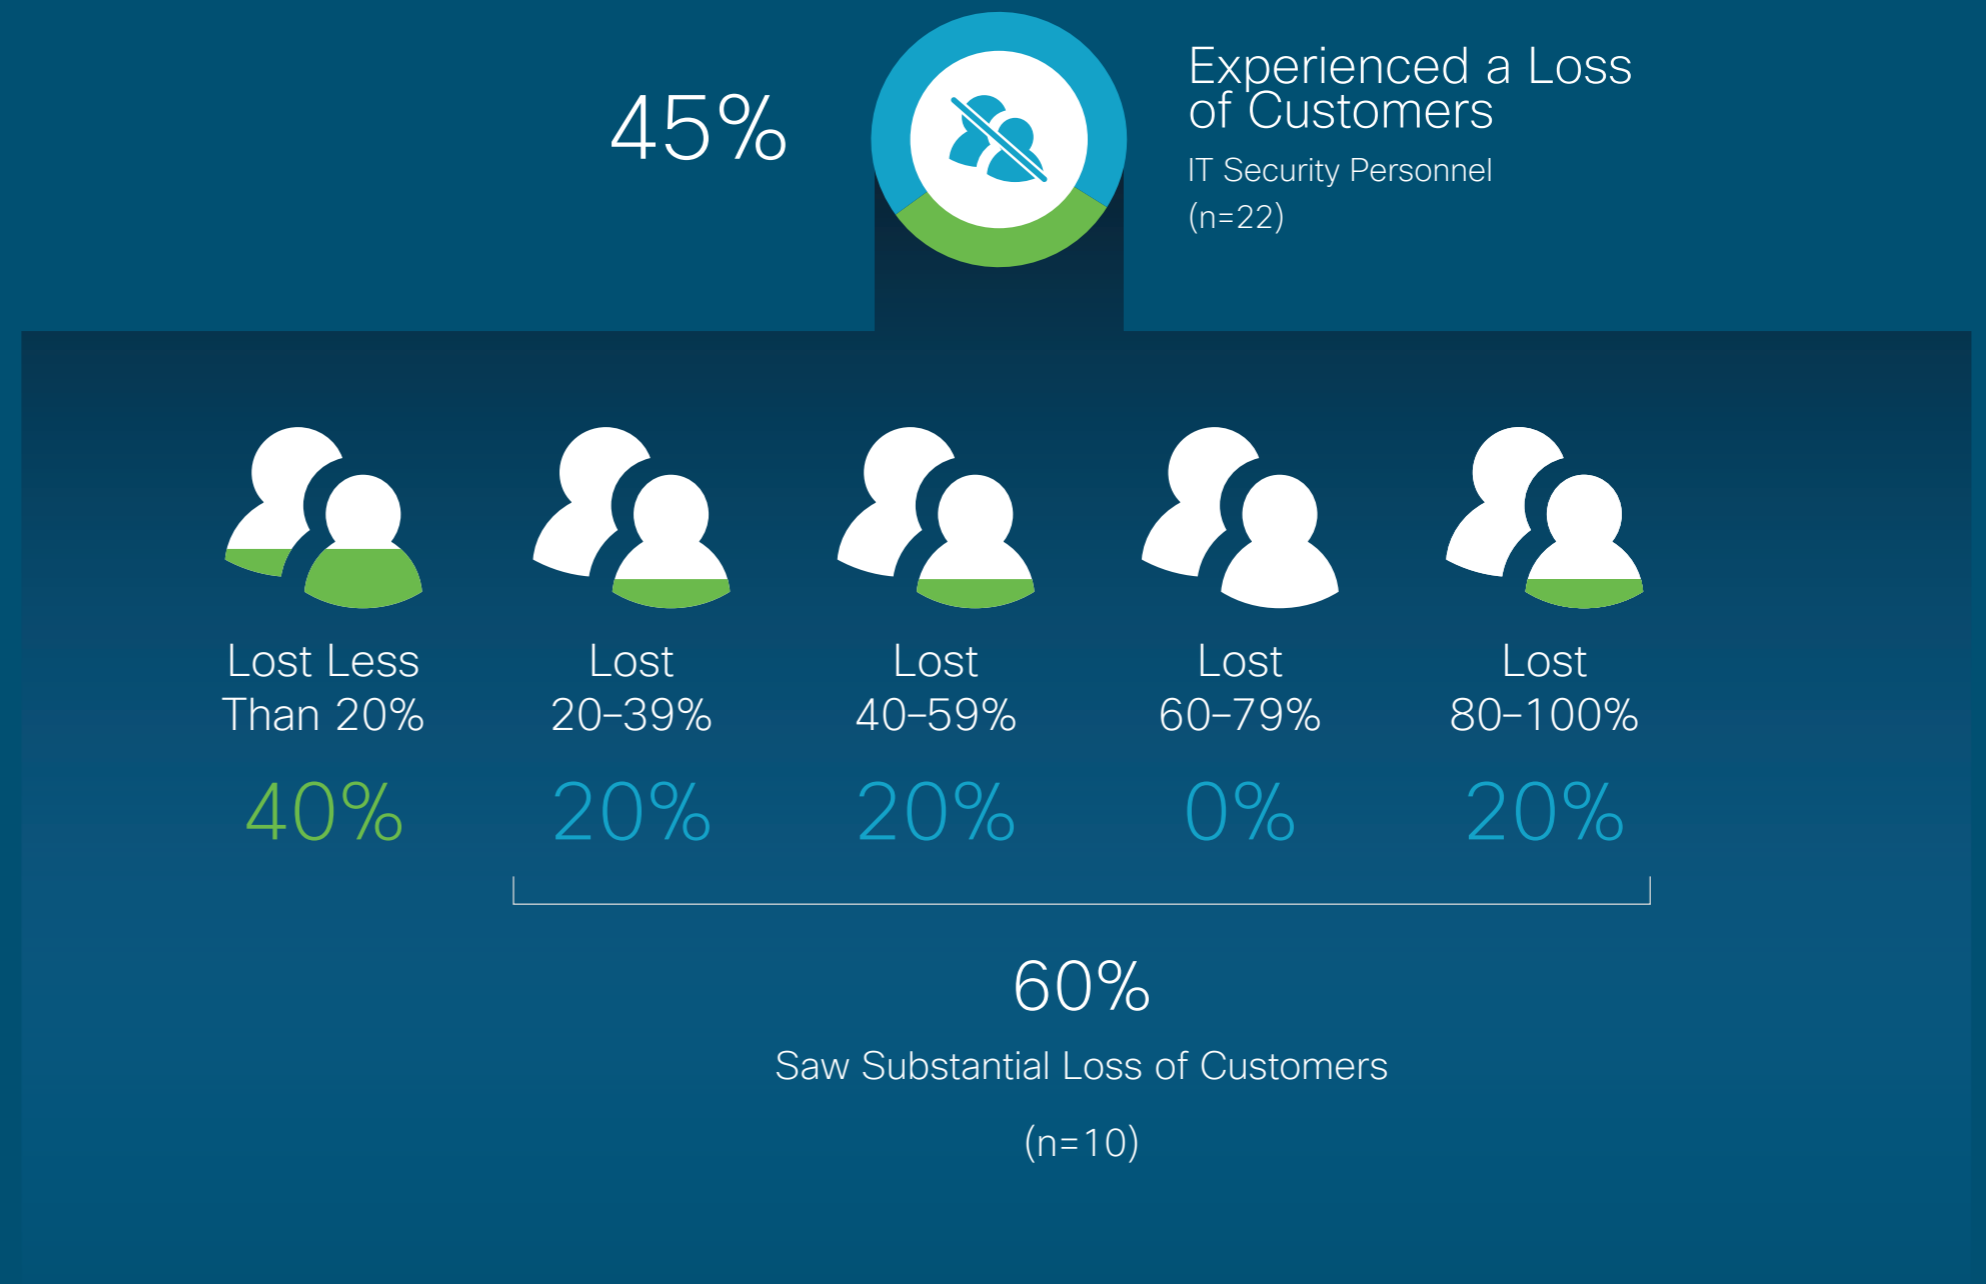 45%
Experienced a Loss
of Customers
IT Security Personnel
(n=22)
Lost Less
Than 20%
40%
Lost
20–39%
20%
Lost
40–59%
20%
Lost
60–79%
0%
Lost
80–100%
20%
60%
Saw Substantial Loss of Customers
(n=10)